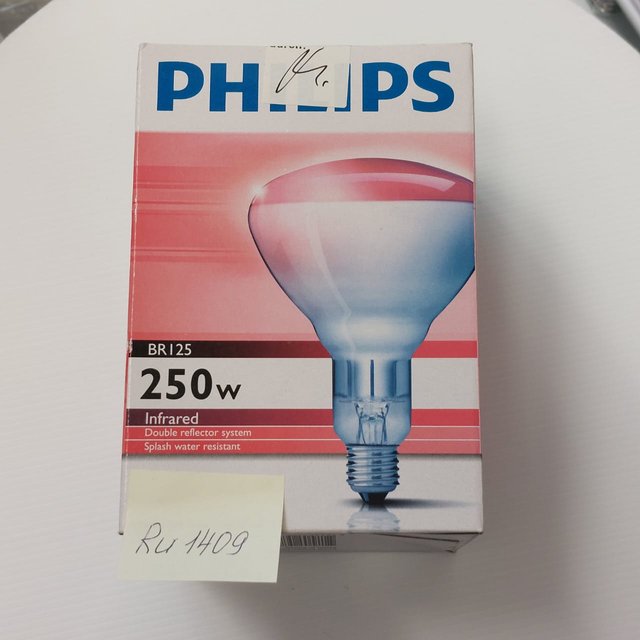 PHILIPS
BR125
250w
Infrared
Double reflector system
Splash water resistant
Ru 1409